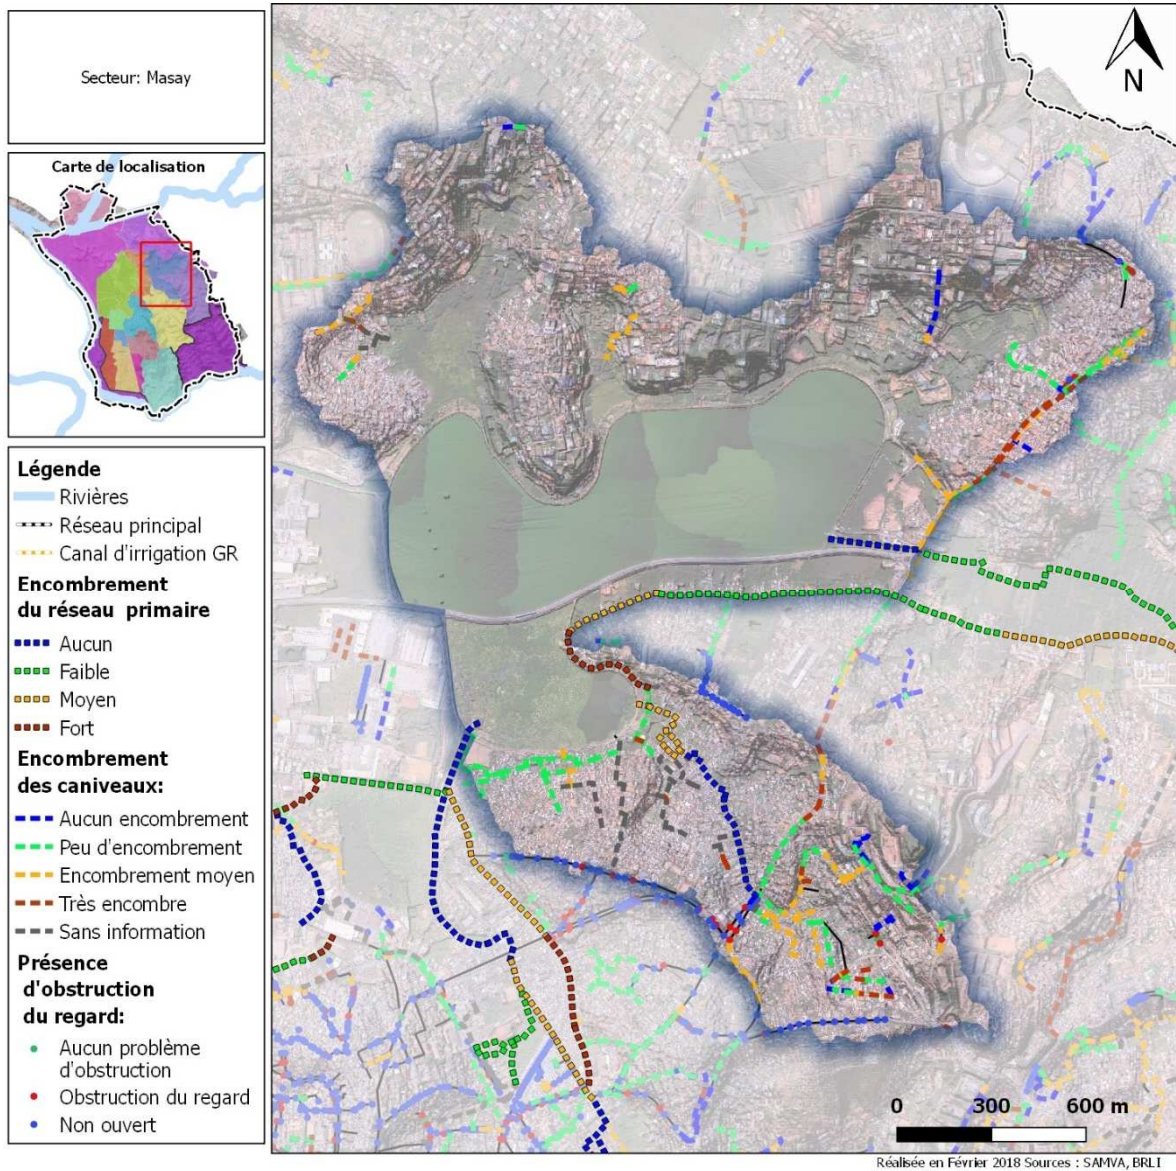 Secteur: Masay
Carte de localisation
Légende
Rivières
Réseau principal
Canal d'irrigation GR
Encombrement
du réseau primaire
Aucun
Faible
Moyen
Fort
Encombrement
des caniveaux:
Aucun encombrement
Peu d'encombrement
Encombrement moyen
Très encombre
Sans information
Présence
d'obstruction
du regard:
Aucun problème
d'obstruction
Obstruction du regard
Non ouvert
N
0 300 600 m
Réalisée en Février 2018 Sources : SAMVA, BRLI